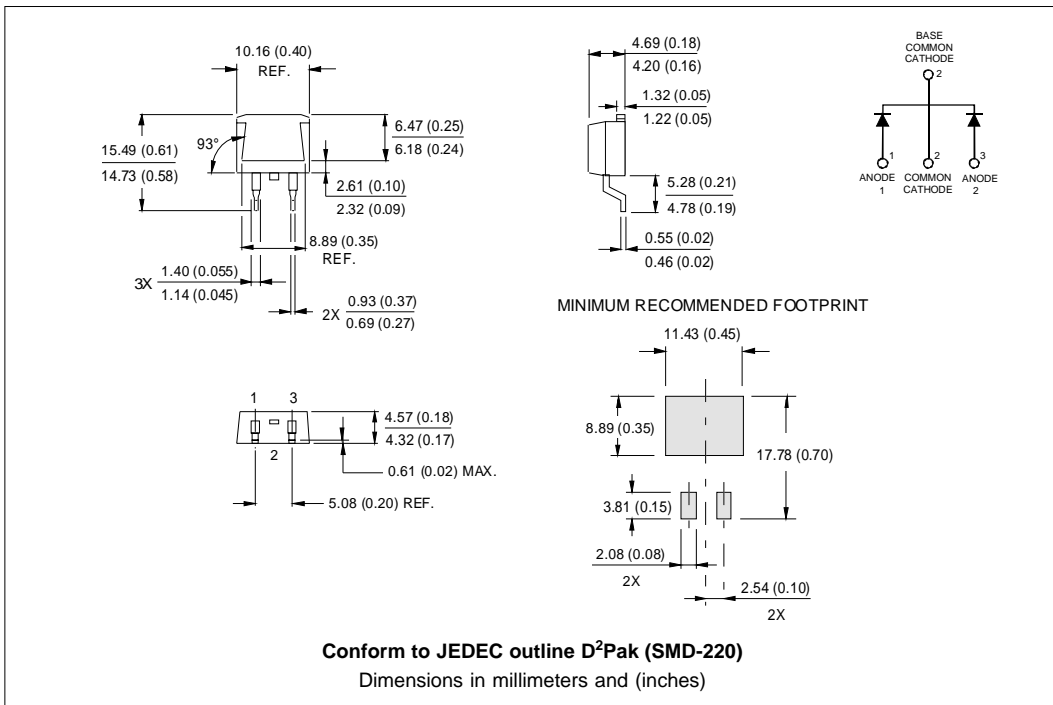 10.16 (0.40)
REF.
93°
15.49 (0.61)
14.73 (0.58)
6.47 (0.25)
6.18 (0.24)
2.61 (0.10)
2.32 (0.09)
8.89 (0.35)
REF.
3X
1.40 (0.055)
1.14 (0.045)
2X
0.93 (0.37)
0.69 (0.27)
4.69 (0.18)
4.20 (0.16)
1.32 (0.05)
1.22 (0.05)
5.28 (0.21)
4.78 (0.19)
0.55 (0.02)
0.46 (0.02)
BASE
COMMON
CATHODE
2
1
2
3
ANODE
1
COMMON
CATHODE
ANODE
2
1 3
2
4.57 (0.18)
4.32 (0.17)
0.61 (0.02) MAX.
5.08 (0.20) REF.
MINIMUM RECOMMENDED FOOTPRINT
11.43 (0.45)
8.89 (0.35)
17.78 (0.70)
3.81 (0.15)
2.08 (0.08)
2X
2.54 (0.10)
2X
Conform to JEDEC outline D²Pak (SMD-220)
Dimensions in millimeters and (inches)